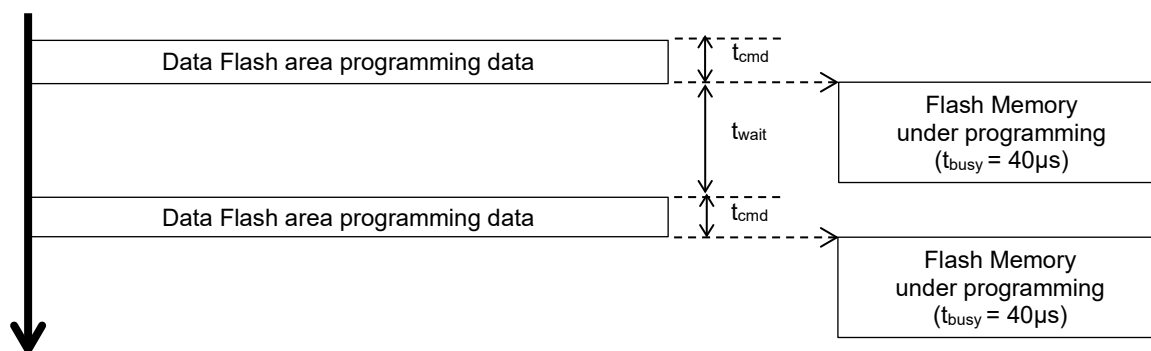 Data Flash area programming data
tcmd
Flash Memory
under programming
(tbusy = 40µs)
twait
Data Flash area programming data
tcmd
Flash Memory
under programming
(tbusy = 40µs)